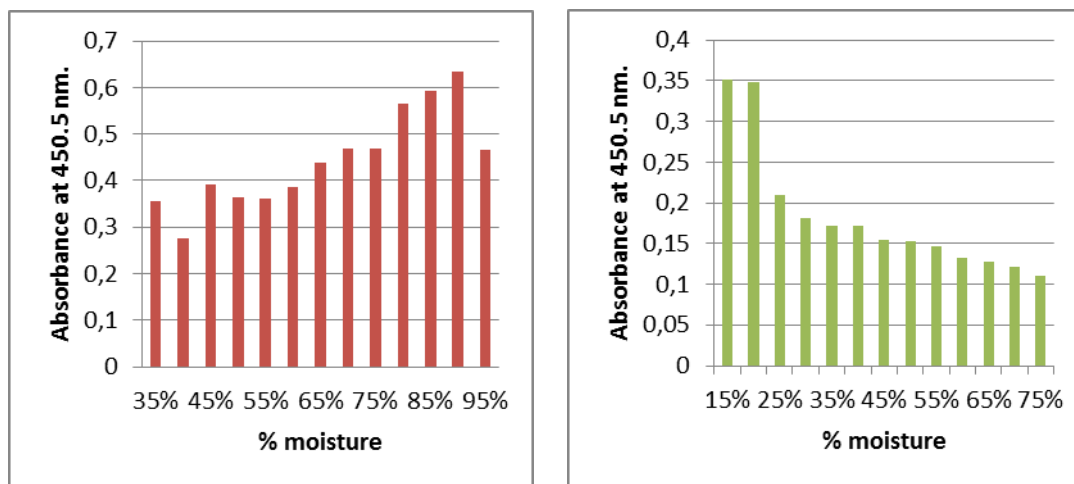 Absorbance at 450.5 nm.
0,7
0,6
0,5
0,4
0,3
0,2
0,1
0
35% 45% 55% 65% 75% 85% 95%
% moisture
Absorbance at 450.5 nm.
0,4
0,35
0,3
0,25
0,2
0,15
0,1
0,05
0
15% 25% 35% 45% 55% 65% 75%
% moisture